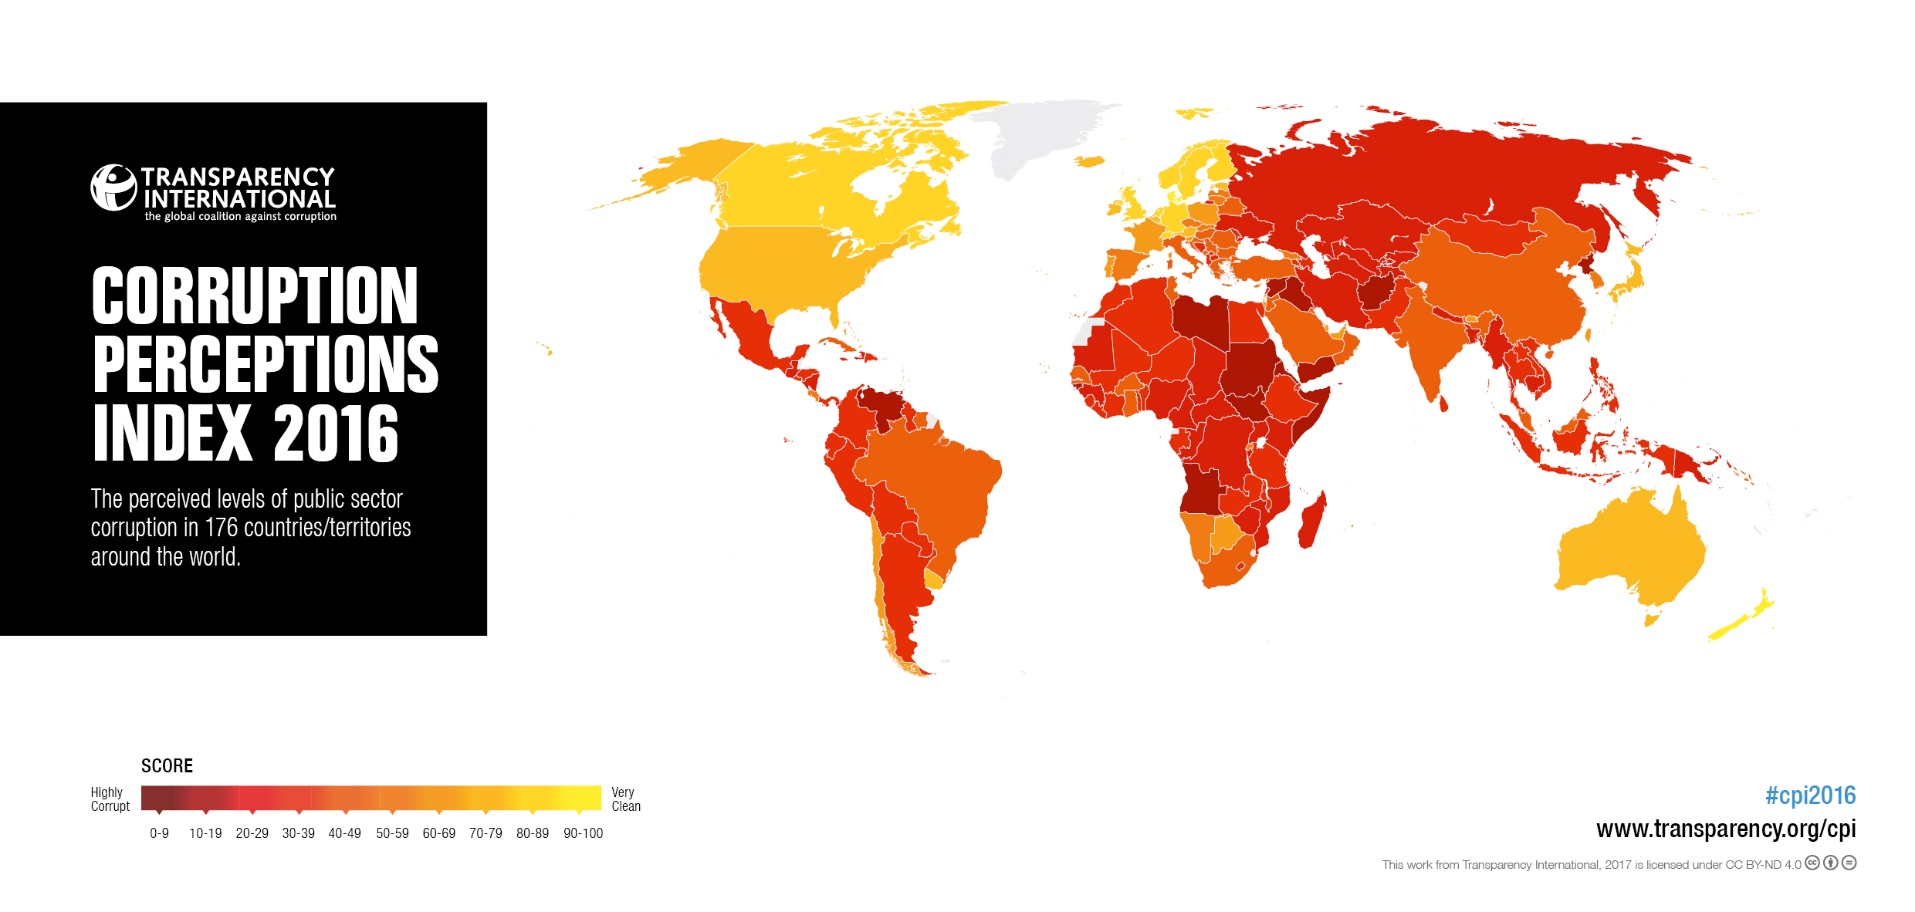 TRANSPARENCY
INTERNATIONAL
the global coalition against corruption
CORRUPTION
PERCEPTIONS
INDEX 2016
The perceived levels of public sector
corruption in 176 countries/territories
around the world.
SCORE
Highly
Corrupt
0-9 10-19 20-29 30-39 40-49 50-59 60-69 70-79 80-89 90-100
Very
Clean
#cpi2016
www.transparency.org/cpi
This work from Transparency International, 2017 is licensed under CC BY-ND 4.0